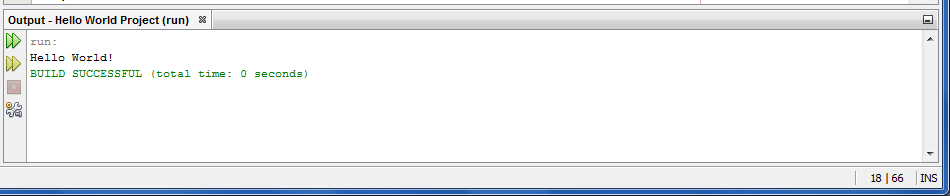 Output - Hello World Project (run)
run:
Hello World!
BUILD SUCCESSFUL (total time: 0 seconds)
18 | 66 INS